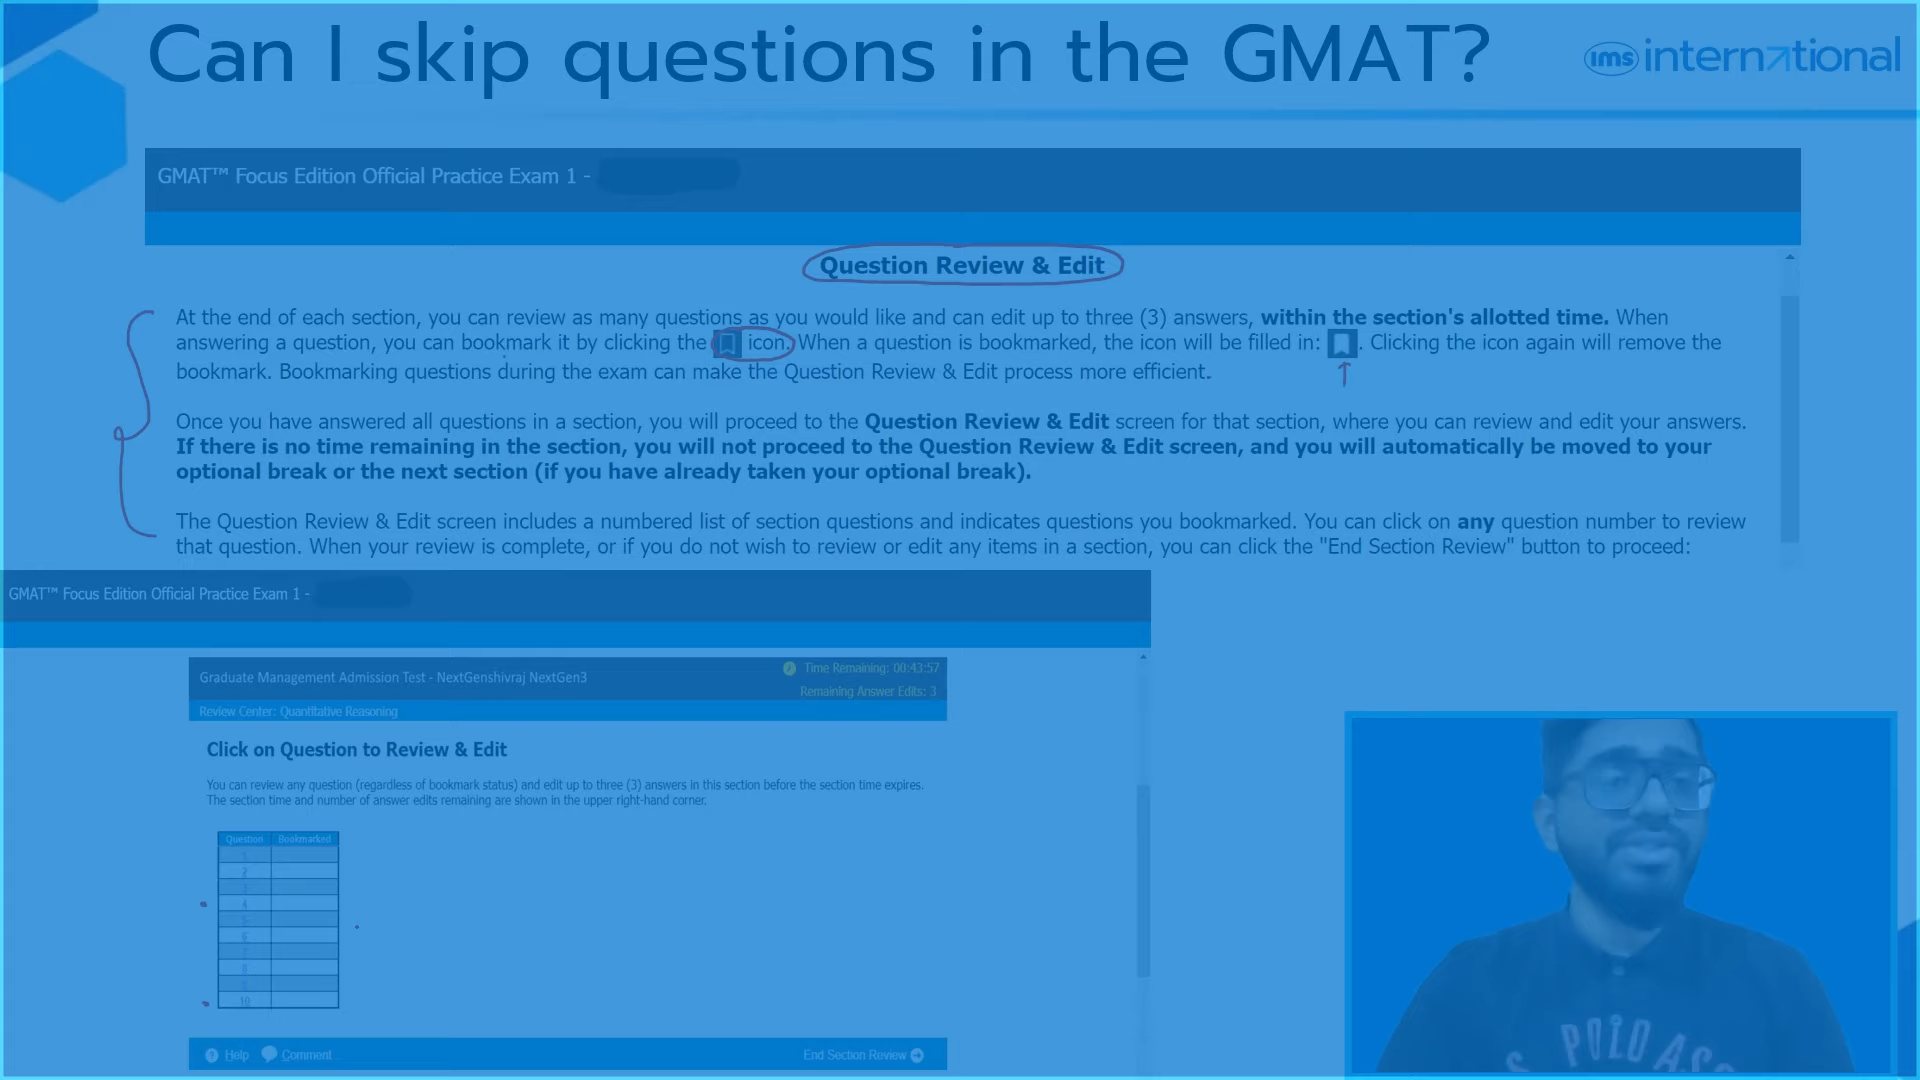 Can I skip questions in the GMAT?
ims international
GMAT™ Focus Edition Official Practice Exam 1 -
Question Review & Edit
At the end of each section, you can review as many questions as you would like and can edit up to three (3) answers, within the section's allotted time. When
answering a question, you can bookmark it by clicking the icon. When a question is bookmarked, the icon will be filled in: . Clicking the icon again will remove the
bookmark. Bookmarking questions during the exam can make the Question Review & Edit process more efficient.
Once you have answered all questions in a section, you will proceed to the Question Review & Edit screen for that section, where you can review and edit your answers.
If there is no time remaining in the section, you will not proceed to the Question Review & Edit screen, and you will automatically be moved to your
optional break or the next section (if you have already taken your optional break).
The Question Review & Edit screen includes a numbered list of section questions and indicates questions you bookmarked. You can click on any question number to review
that question. When your review is complete, or if you do not wish to review or edit any items in a section, you can click the "End Section Review" button to proceed:
GMAT™ Focus Edition Official Practice Exam 1 -
Graduate Management Admission Test - NextGenshivraj NextGen3
Time Remaining: 00:43:57
Remaining Answer Edits: 3
Review Center: Quantitative Reasoning
Click on Question to Review & Edit
You can review any question (regardless of bookmark status) and edit up to three (3) answers in this section before the section time expires.
The section time and number of answer edits remaining are shown in the upper right-hand corner.
Question Bookmarked
1
2
3
4
5
6
7
8
9
10
Help Comment
End Section Review
S. POLO ASS